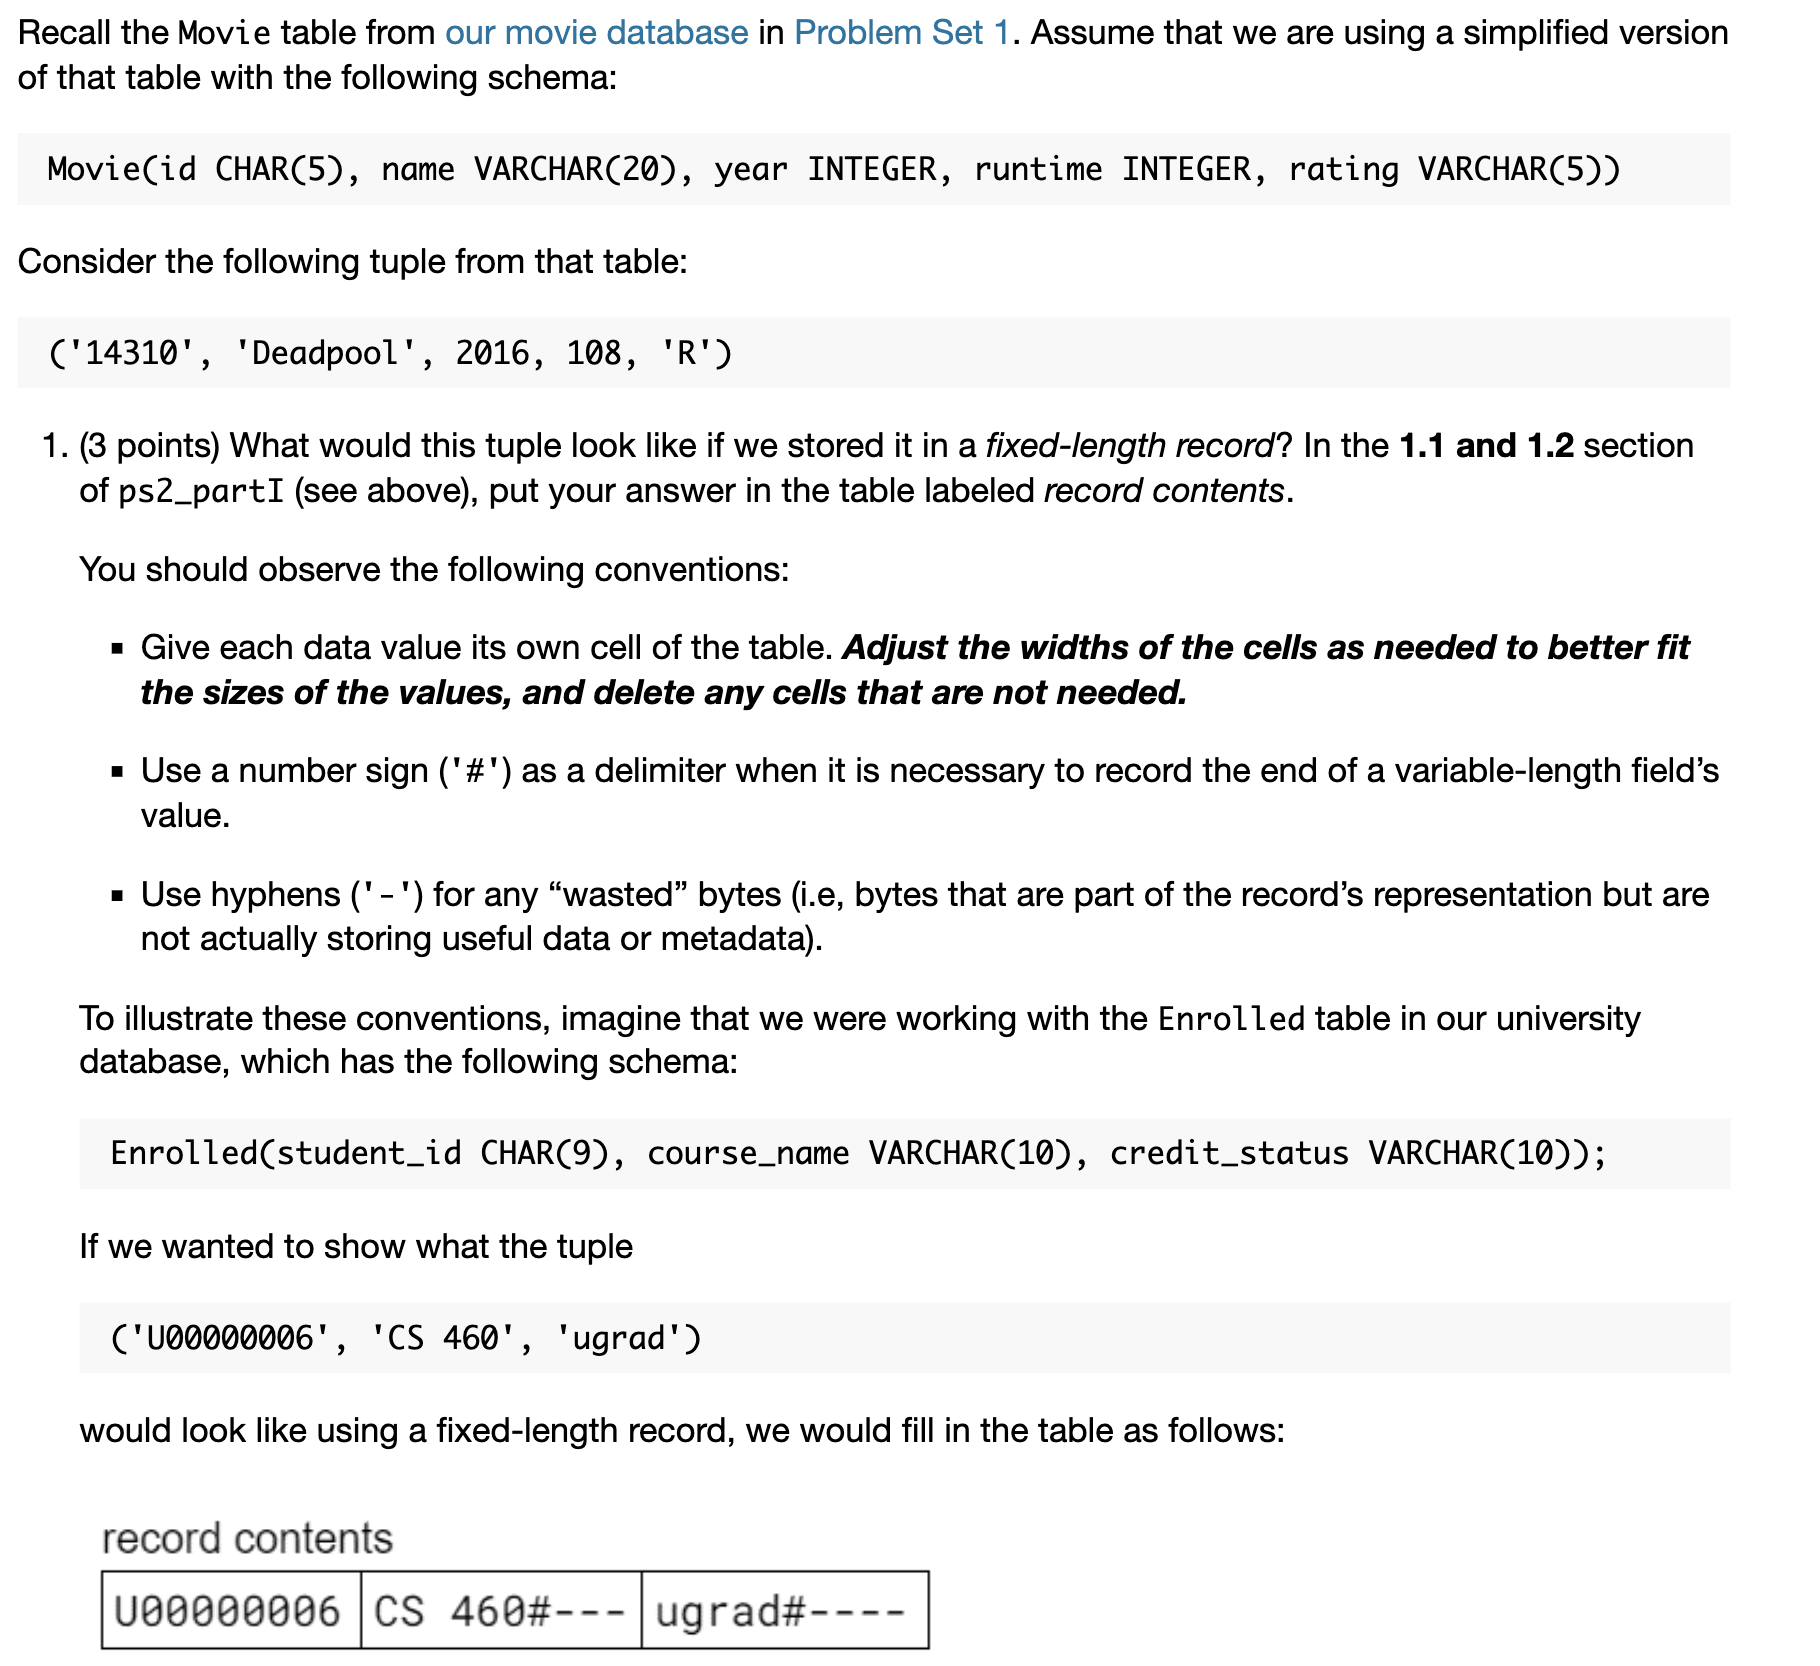 Recall the Movie table from our movie database in Problem Set 1. Assume that we are using a simplified version
of that table with the following schema:
Movie(id CHAR(5), name VARCHAR(20), year INTEGER, runtime INTEGER, rating VARCHAR(5))
Consider the following tuple from that table:
('14310', 'Deadpool', 2016, 108, 'R')
1. (3 points) What would this tuple look like if we stored it in a fixed-length record? In the 1.1 and 1.2 section
of ps2_partI (see above), put your answer in the table labeled record contents.
You should observe the following conventions:
▪ Give each data value its own cell of the table. Adjust the widths of the cells as needed to better fit
the sizes of the values, and delete any cells that are not needed.
▪ Use a number sign ('#') as a delimiter when it is necessary to record the end of a variable-length field's
value.
▪ Use hyphens ('-') for any “wasted” bytes (i.e, bytes that are part of the record's representation but are
not actually storing useful data or metadata).
To illustrate these conventions, imagine that we were working with the Enrolled table in our university
database, which has the following schema:
Enrolled(student_id CHAR(9), course_name VARCHAR(10), credit_status VARCHAR(10));
If we wanted to show what the tuple
('U00000006', 'CS 460', 'ugrad')
would look like using a fixed-length record, we would fill in the table as follows:
record contents
U00000006 CS 460#--- ugrad#----